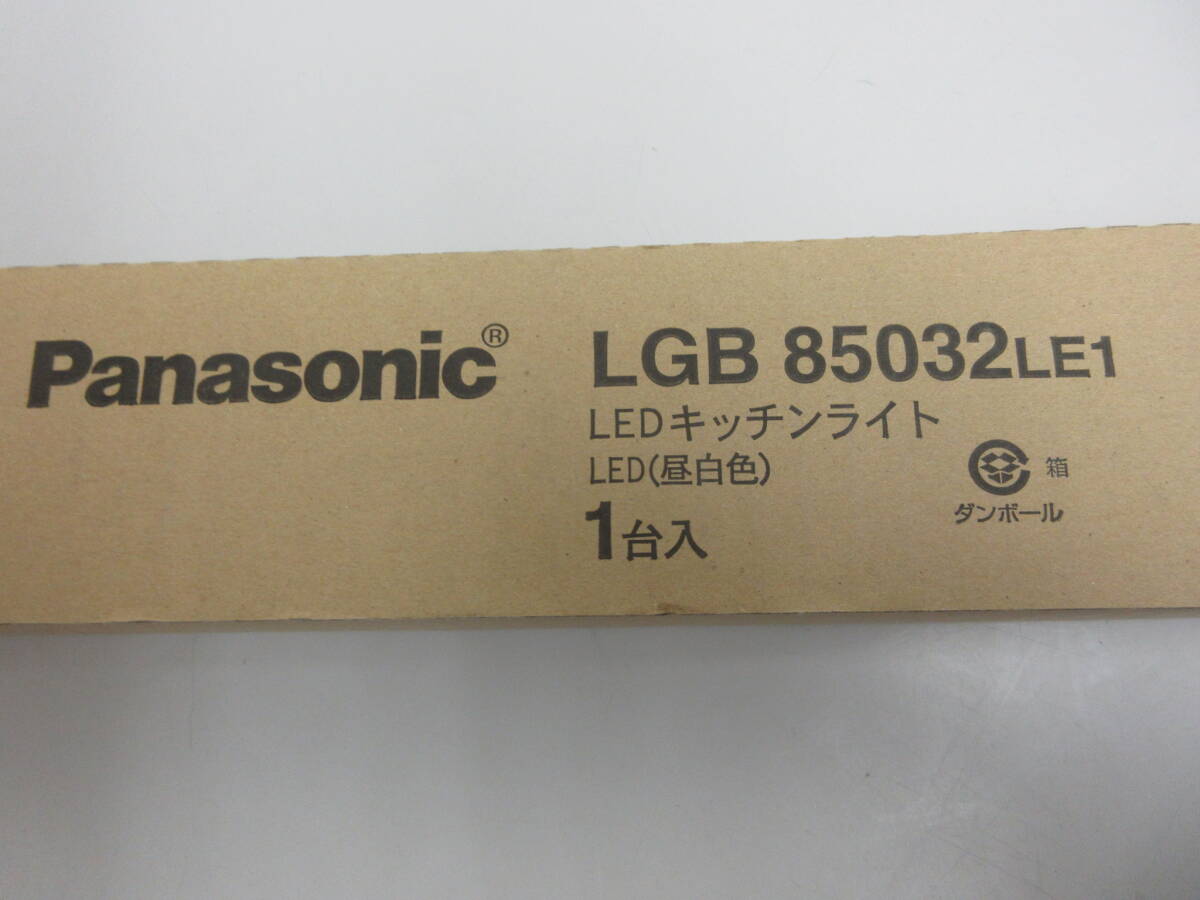 Panasonic®
LGB 85032LE1
LEDキッチンライト
LED(昼白色)
1台入
箱
ダンボール